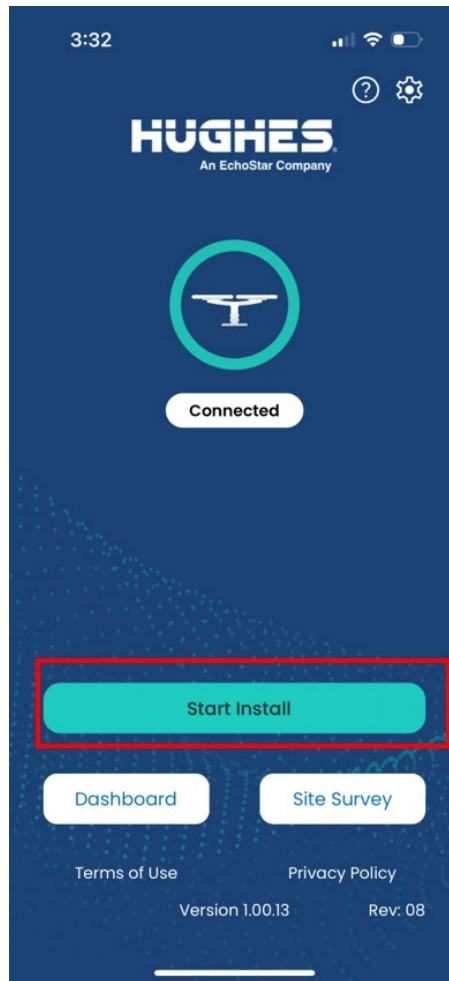 3:32
HUGHES.
An EchoStar Company
Connected
Start Install
Dashboard Site Survey
Terms of Use Privacy Policy
Version 1.00.13 Rev: 08